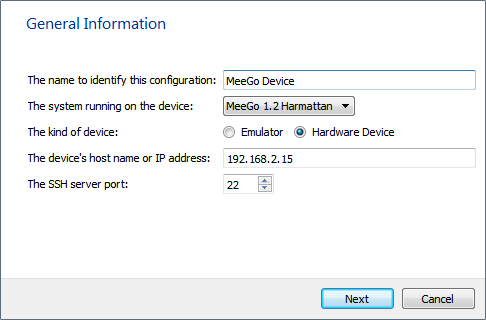 General Information
The name to identify this configuration: MeeGo Device
The system running on the device: MeeGo 1.2 Harmattan
The kind of device: Emulator Hardware Device
The device's host name or IP address: 192.168.2.15
The SSH server port: 22
Next Cancel